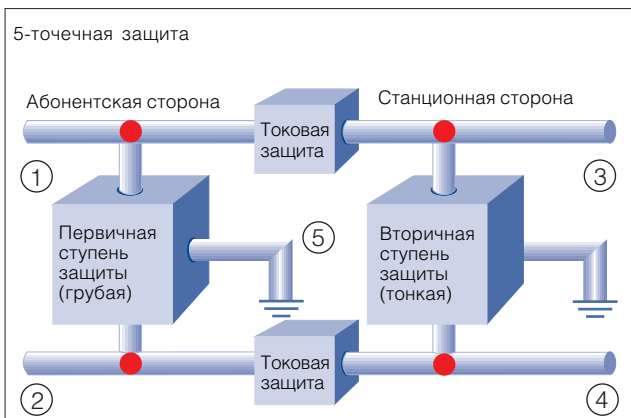 5-точечная защита
Абонентская сторона
Станционная сторона
Токовая
защита
1
3
Первичная
ступень
защиты
(грубая)
5
Вторичная
ступень
защиты
(тонкая)
Токовая
защита
2
4